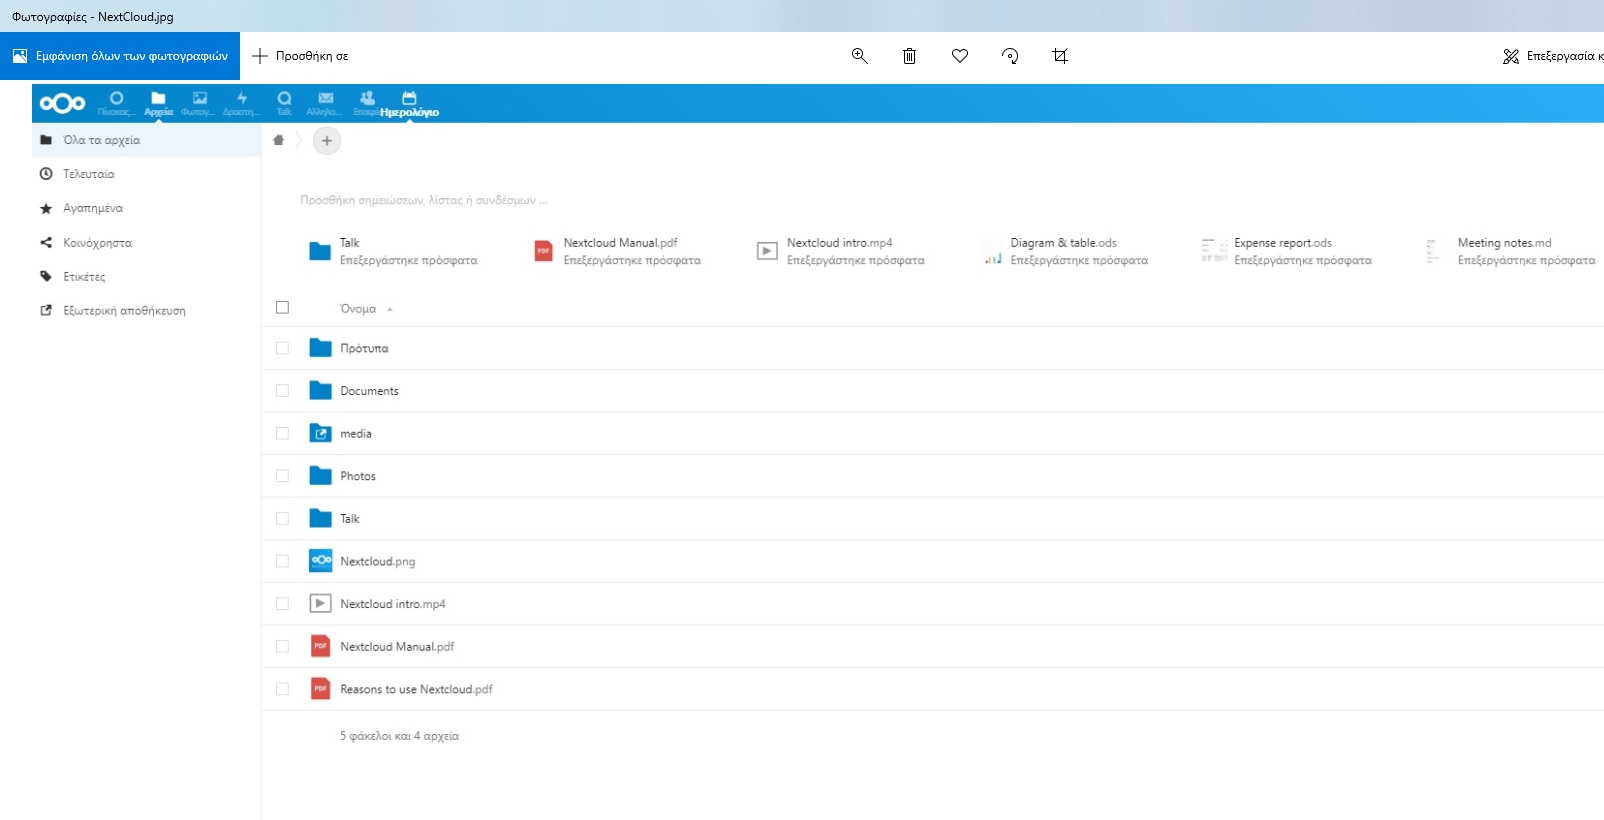 Φωτογραφίες - NextCloud.jpg
Εμφάνιση όλων των φωτογραφιών
Προσθήκη σε
Επεξεργασία κ
Πίνακας... Αρχεία Φωτογ... Δραστη... Talk Αλληλο... Επαφές Ημερολόγιο
Όλα τα αρχεία
Τελευταία
Αγαπημένα
Κοινόχρηστα
Ετικέτες
Εξωτερική αποθήκευση
Προσθήκη σημειώσεων, λίστας ή συνδέσμων ...
Talk
Επεξεργάστηκε πρόσφατα
Nextcloud Manual.pdf
Επεξεργάστηκε πρόσφατα
Nextcloud intro.mp4
Επεξεργάστηκε πρόσφατα
Diagram & table.ods
Επεξεργάστηκε πρόσφατα
Expense report.ods
Επεξεργάστηκε πρόσφατα
Meeting notes.md
Επεξεργάστηκε πρόσφατα
Όνομα
Πρότυπα
Documents
media
Photos
Talk
Nextcloud.png
Nextcloud intro.mp4
PDF Nextcloud Manual.pdf
PDF Reasons to use Nextcloud.pdf
5 φάκελοι και 4 αρχεία